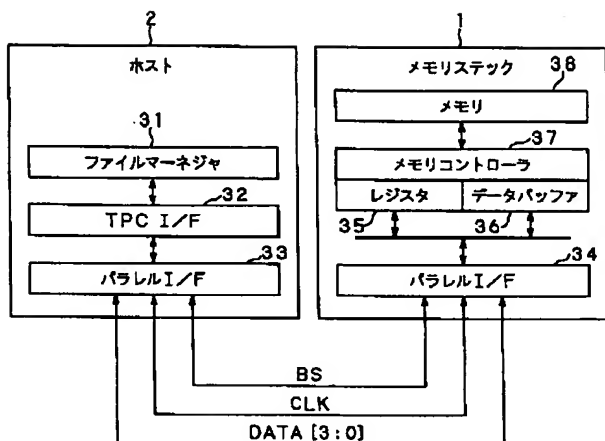 2
ホスト
31
ファイルマーネジャ
32
TPC I/F
33
パラレルI/F
1
メモリステック
38
メモリ
37
メモリコントローラ
レジスタ
データバッファ
35
36
34
パラレルI/F
BS
CLK
DATA [3:0]